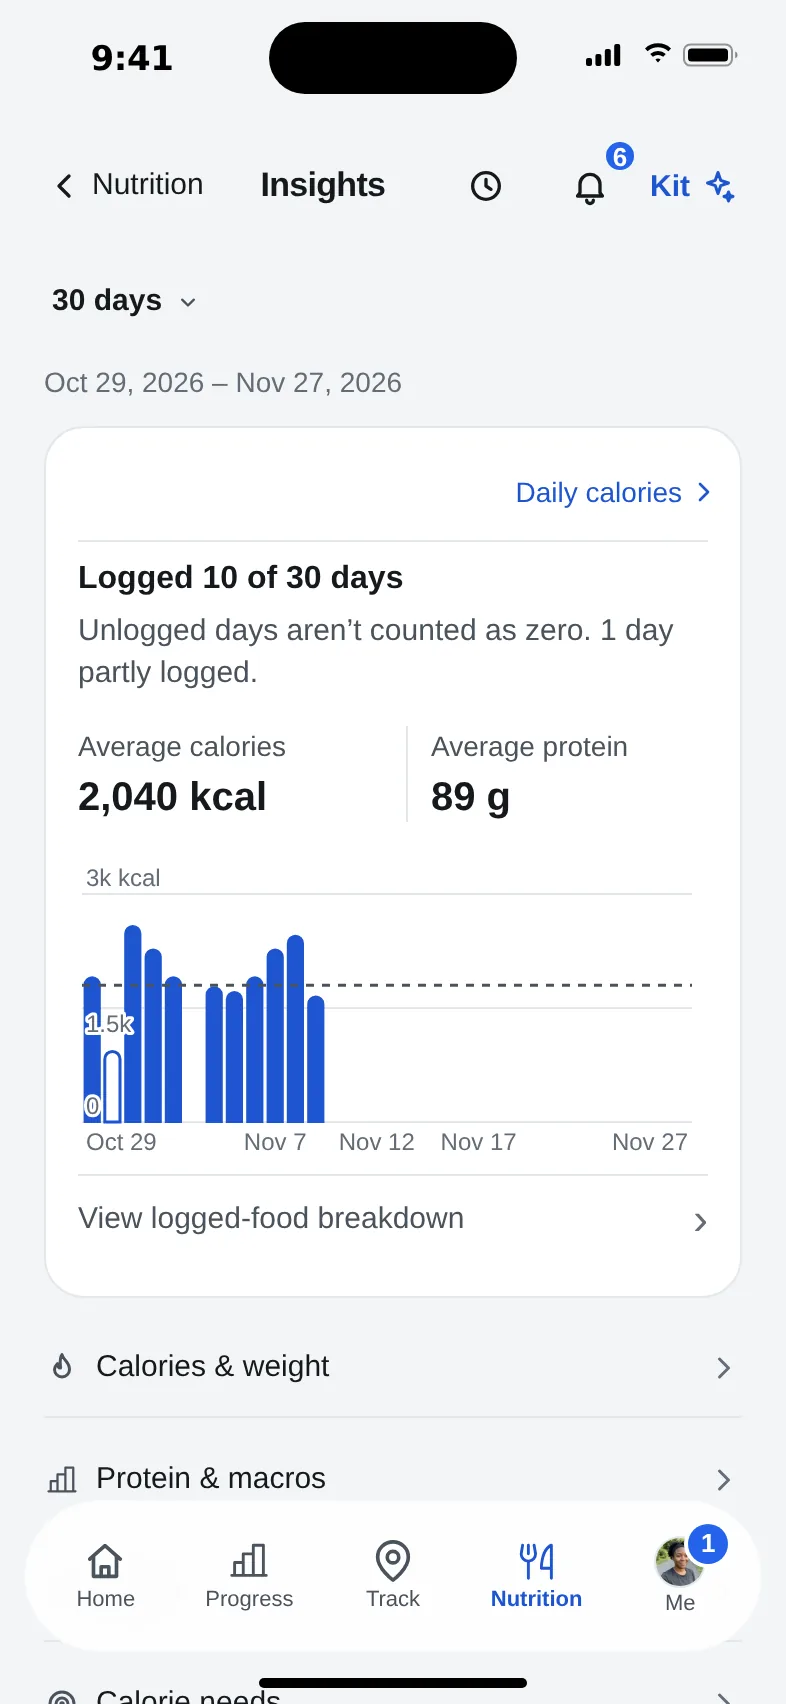 9:41
Nutrition
Insights
6
Kit
30 days
Oct 29, 2026 – Nov 27, 2026
Daily calories
Logged 10 of 30 days
Unlogged days aren’t counted as zero. 1 day
partly logged.
Average calories
2,040 kcal
Average protein
89 g
3k kcal
1.5k
0
Oct 29
Nov 7
Nov 12
Nov 17
Nov 27
View logged-food breakdown
Calories & weight
Protein & macros
Home
Progress
Track
Nutrition
1
Me
Calorie needs